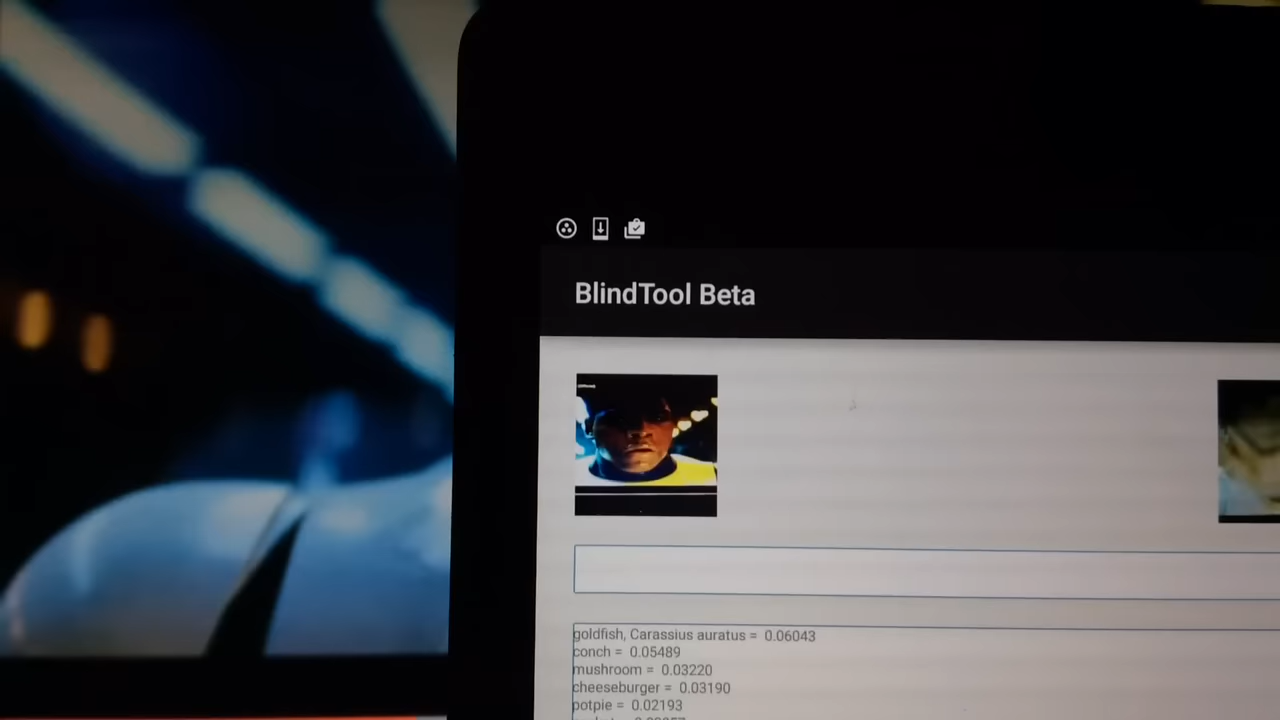 BlindTool Beta
goldfish, Carassius auratus = 0.06043
conch = 0.05489
mushroom = 0.03220
cheeseburger = 0.03190
potpie = 0.02193